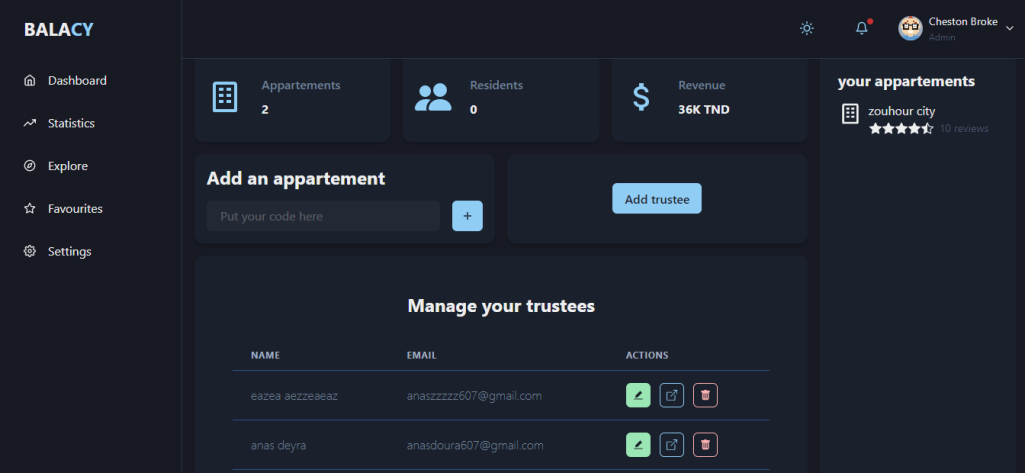 BALACY
Dashboard
Statistics
Explore
Favourites
Settings
Cheston Broke
Admin
Appartements
2
Residents
0
Revenue
36K TND
your appartements
zouhour city
10 reviews
Add an appartement
Put your code here
+
Add trustee
Manage your trustees
NAME EMAIL ACTIONS
eazea aezzeaeaz anaszzzzz607@gmail.com
anas deyra anasdoura607@gmail.com